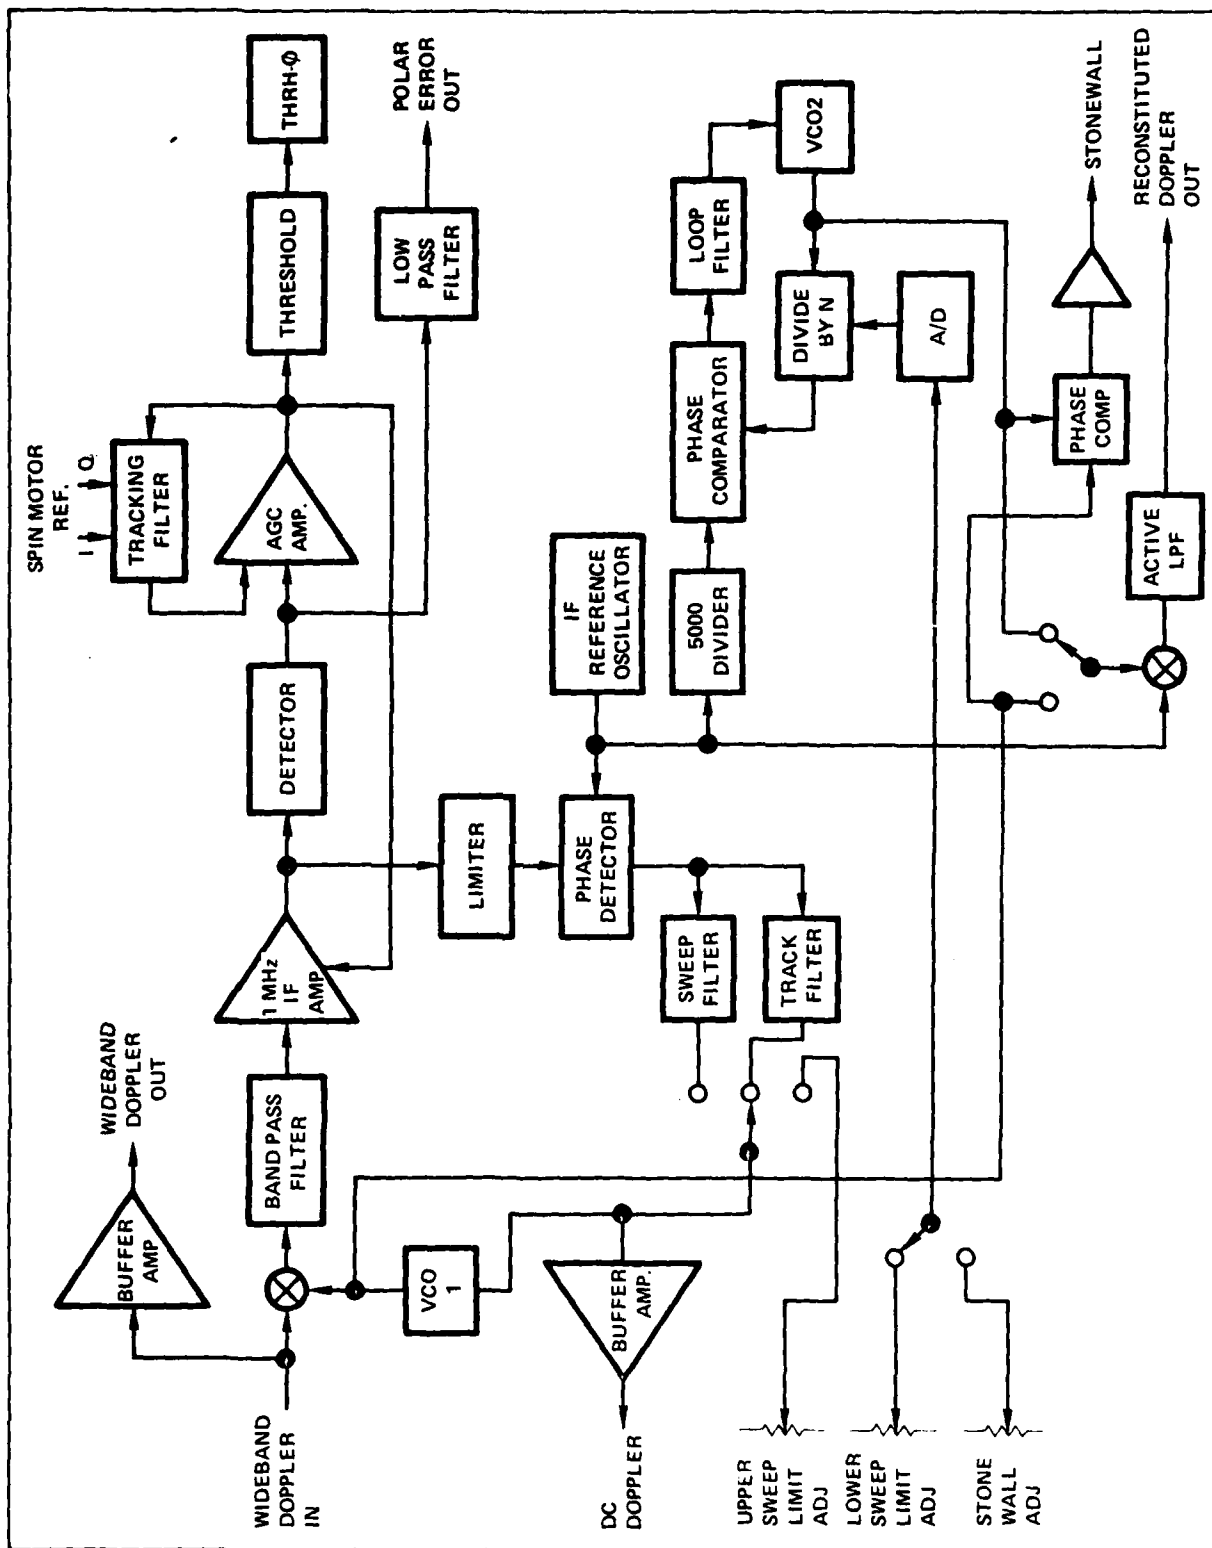 WIDEBAND
DOPPLER
IN
BUFFER
AMP
WIDEBAND
DOPPLER
OUT
BAND PASS
FILTER
1 MHz
IF
AMP
DETECTOR
SPIN MOTOR
REF.
I
Q
TRACKING
FILTER
AGC
AMP.
THRESHOLD
THRH-φ
LOW
PASS
FILTER
POLAR
ERROR
OUT
VCO
1
LIMITER
PHASE
DETECTOR
IF
REFERENCE
OSCILLATOR
BUFFER
AMP.
DC
DOPPLER
SWEEP
FILTER
TRACK
FILTER
5000
DIVIDER
PHASE
COMPARATOR
LOOP
FILTER
VCO2
DIVIDE
BY N
A/D
UPPER
SWEEP
LIMIT
ADJ
LOWER
SWEEP
LIMIT
ADJ
STONE
WALL
ADJ
PHASE
COMP
STONEWALL
ACTIVE
LPF
RECONSTITUTED
DOPPLER
OUT